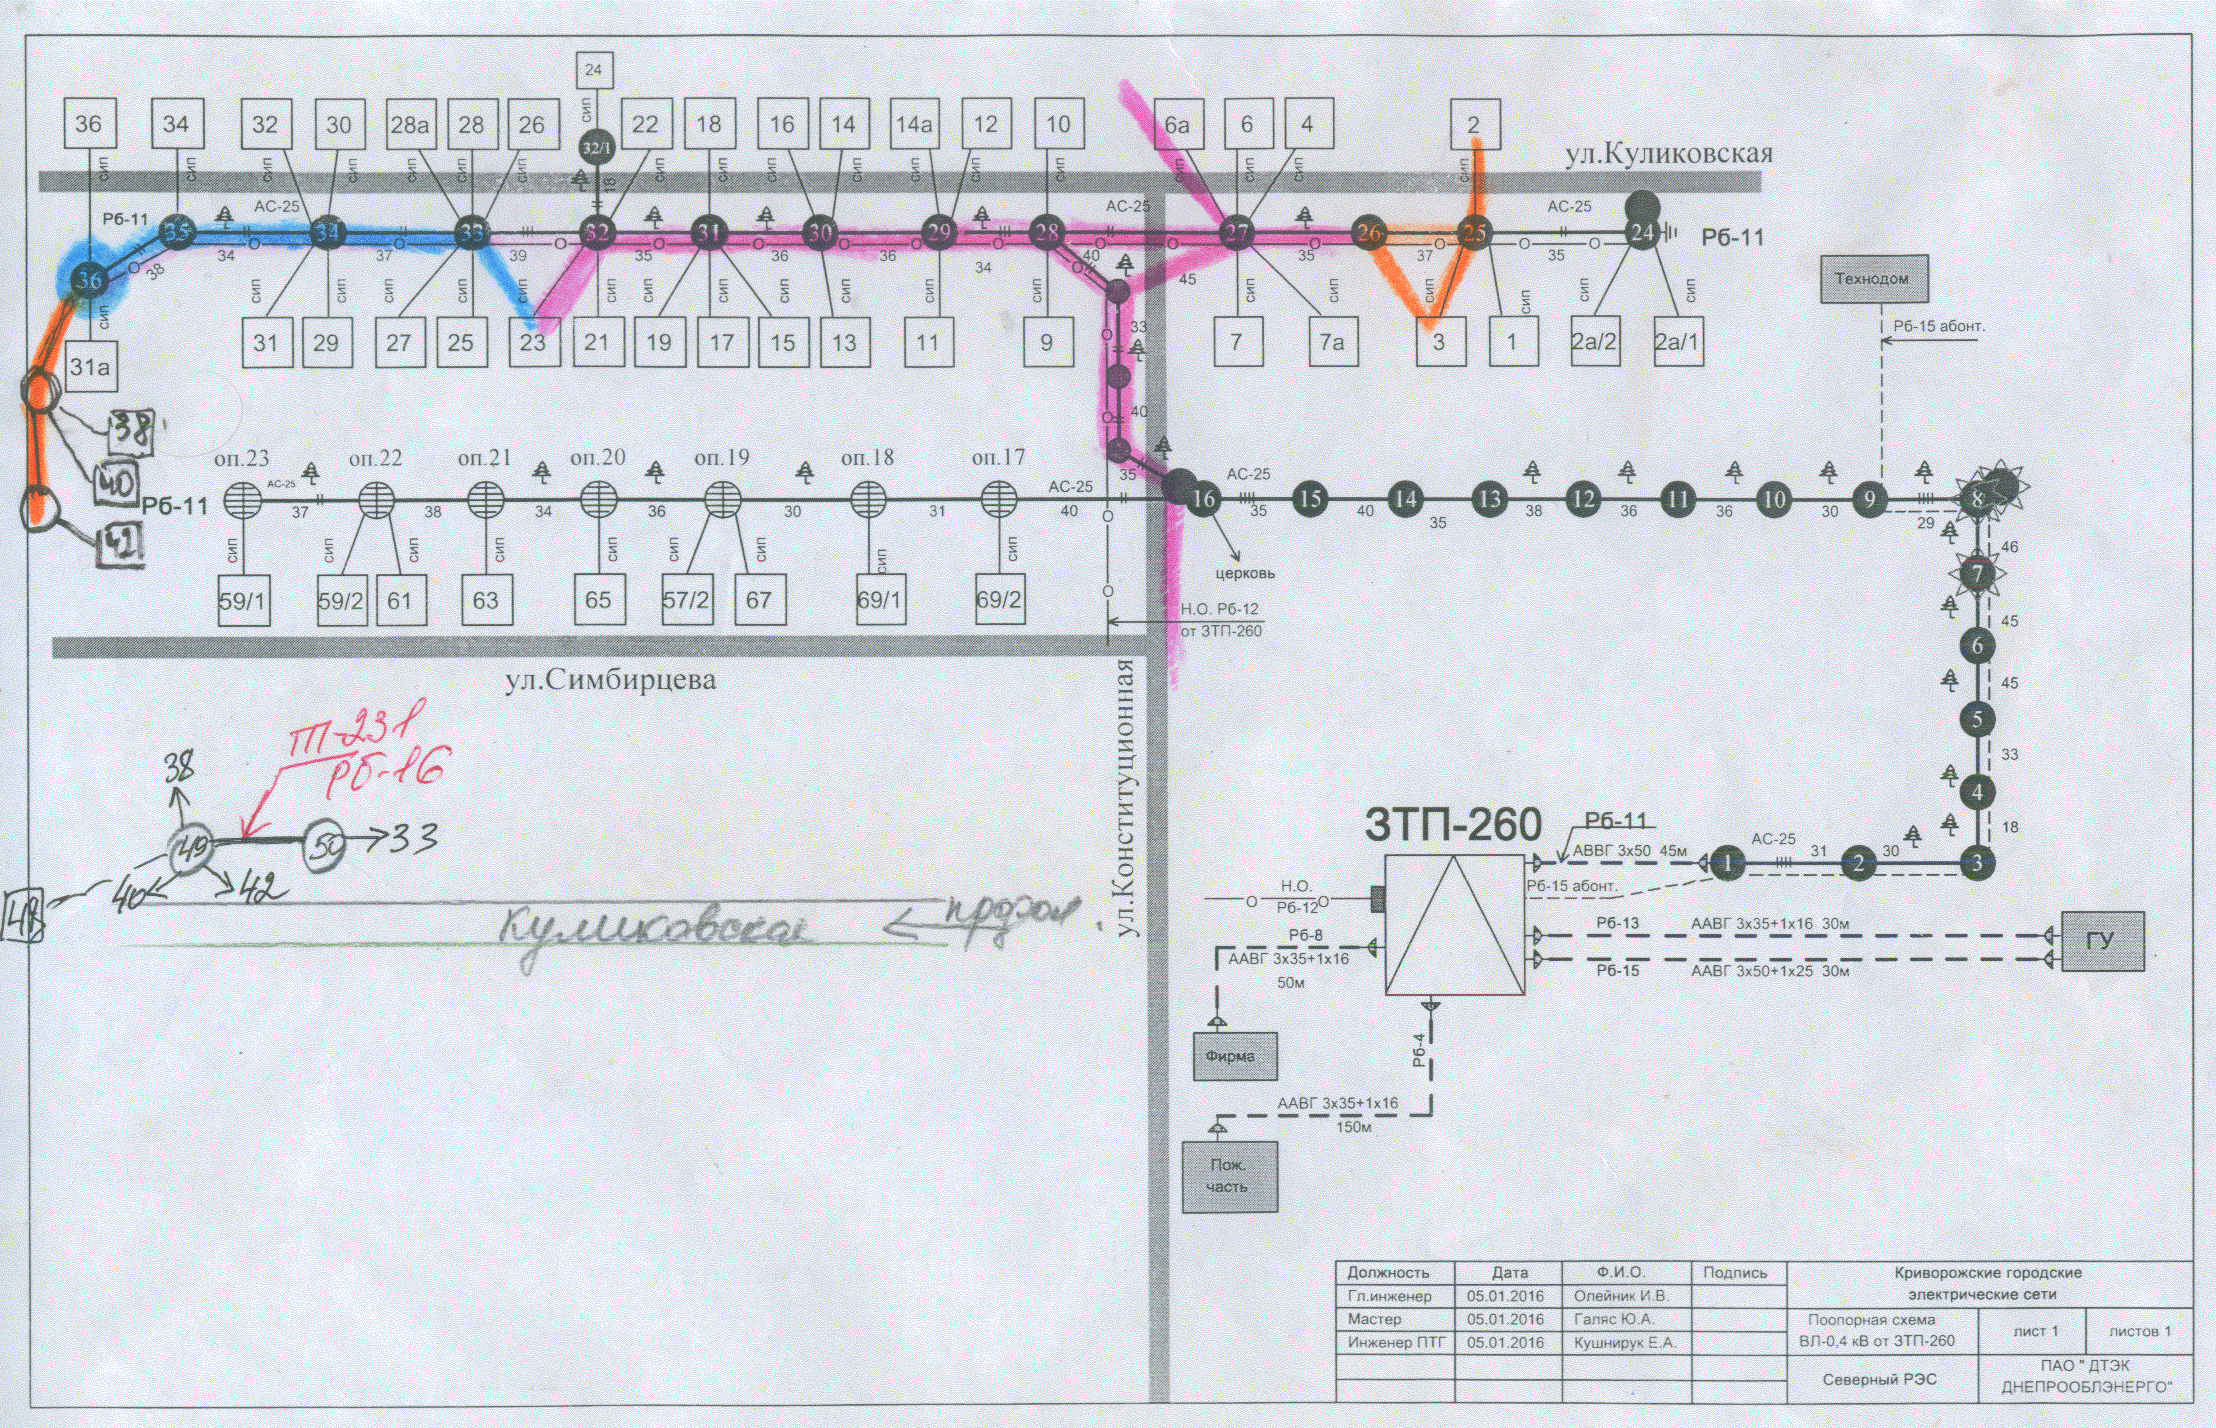 24
36 34 32 30 28а 28 26 22 18 16 14 14а 12 10 6а 6 4 2
32/1
ул.Куликовская
сип сип сип сип сип сип сип сип сип сип сип сип сип сип сип сип сип сип сип
18
Рб-11 АС-25 АС-25 АС-25
35 34 33 32 31 30 29 28 27 26 25 24 Рб-11
38 34 37 39 35 36 36 34 40 45 35 37 35
36
сип сип сип сип сип сип сип сип сип сип сип сип сип сип сип сип сип сип сип
31а 31 29 27 25 23 21 19 17 15 13 11 9 7 7а 3 1 2а/2 2а/1
Технодом
Рб-15 абонт.
33
40
35
38
40
42
оп.23 оп.22 оп.21 оп.20 оп.19 оп.18 оп.17
Рб-11 АС-25 АС-25 АС-25
16 15 14 13 12 11 10 9 8
37 38 34 36 30 31 40 35 40 35 38 36 36 30 29
сип сип сип сип сип сип сип сип сип
59/1 59/2 61 63 65 57/2 67 69/1 69/2
церковь
Н.О. Рб-12
от ЗТП-260
46
7
45
6
45
5
33
4
18
3
ул.Симбирцева
ул.Конституционная
ТП-231
Рб-16
38
49 50 33
40 42
Куликовская
ЗТП-260
Рб-11
АВВГ 3х50 45м
1 АС-25 31 2 30
Рб-15 абонт.
Н.О.
Рб-12
Рб-8
ААВГ 3х35+1х16
50м
Рб-13 ААВГ 3х35+1х16 30м
Рб-15 ААВГ 3х50+1х25 30м
ГУ
Фирма
Рб-4
ААВГ 3х35+1х16
150м
Пож.
часть
Должность Дата Ф.И.О. Подпись
Гл.инженер 05.01.2016 Олейник И.В.
Мастер 05.01.2016 Галяс Ю.А.
Инженер ПТГ 05.01.2016 Кушнирук Е.А.
Криворожские городские
электрические сети
Поопорная схема
ВЛ-0,4 кВ от ЗТП-260
лист 1 листов 1
Северный РЭС
ПАО " ДТЭК
ДНЕПРООБЛЭНЕРГО"